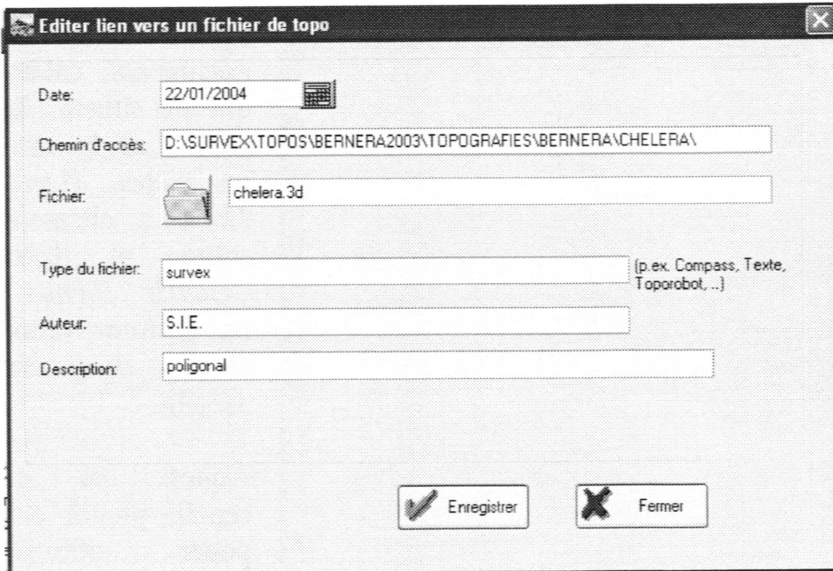 Editer lien vers un fichier de topo
Date: 22/01/2004
Chemin d'accès: D:\SURVEX\TOPOS\BERNERA2003\TOPOGRAFIES\BERNERA\CHELERA\
Fichier: chelera.3d
Type du fichier: survex (p.ex. Compass, Texte,
Toporobot, ..)
Auteur: S.I.E.
Description: poligonal
Enregistrer Fermer